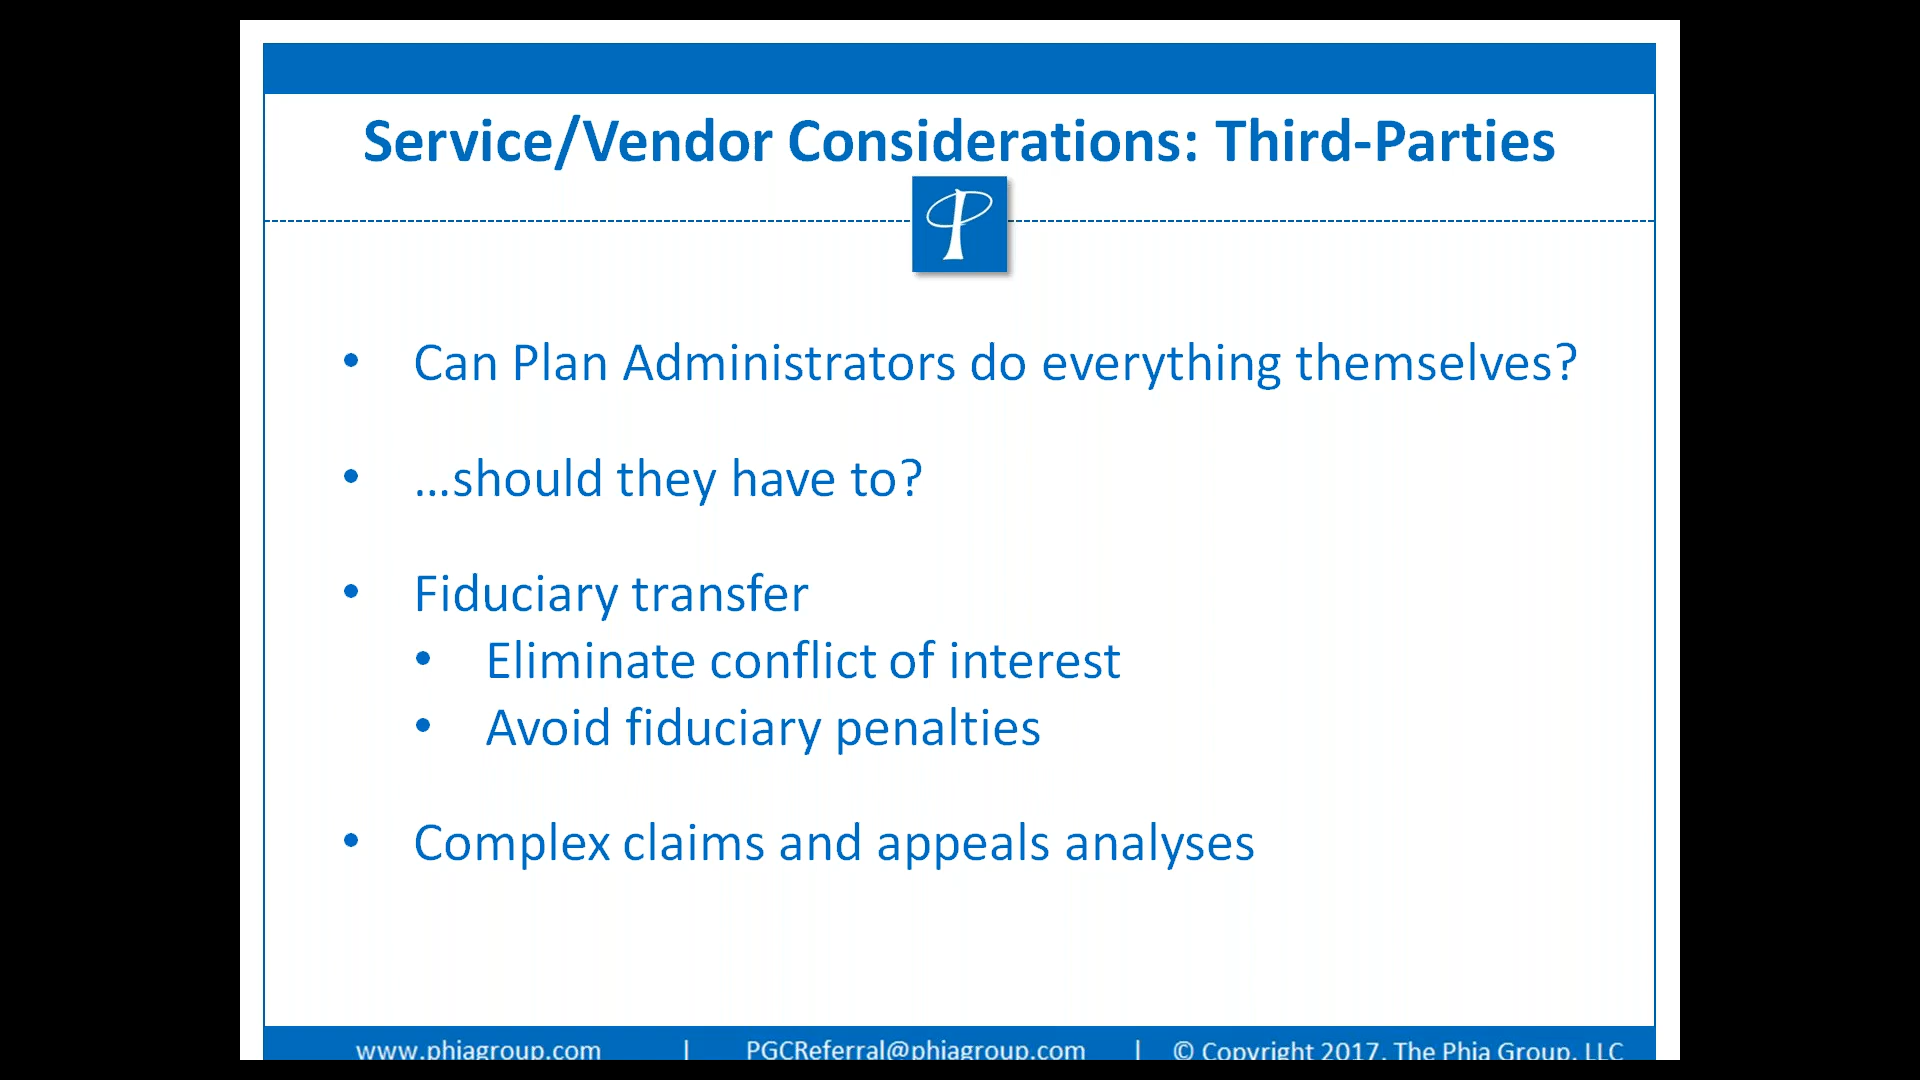 Service/Vendor Considerations: Third-Parties
P
• Can Plan Administrators do everything themselves?
• …should they have to?
• Fiduciary transfer
• Eliminate conflict of interest
• Avoid fiduciary penalties
• Complex claims and appeals analyses
www.phiagroup.com | PGCReferral@phiagroup.com | © Copyright 2017. The Phia Group, LLC